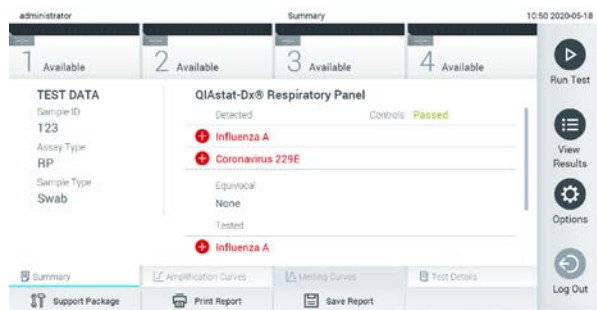 administrator Summary 10:50 2020-05-18
1 Available 2 Available 3 Available 4 Available
Run Test
TEST DATA
Sample ID
123
Assay Type
RP
Sample Type
Swab
QIAstat-Dx® Respiratory Panel
Detected Controls Passed
Influenza A
Coronavirus 229E
Equivocal
None
Tested
Influenza A
View
Results
Options
Log Out
Summary Amplification Curves Melting Curves Test Details
Support Package Print Report Save Report